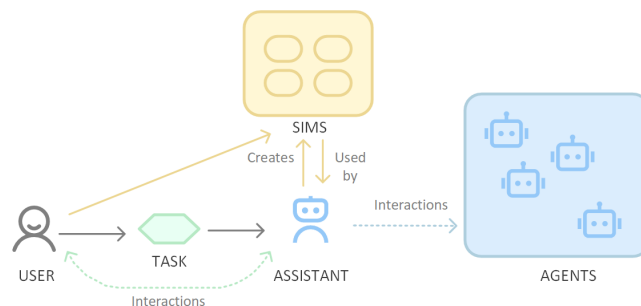 SIMS
Creates
Used
by
Interactions
USER
TASK
ASSISTANT
AGENTS
Interactions